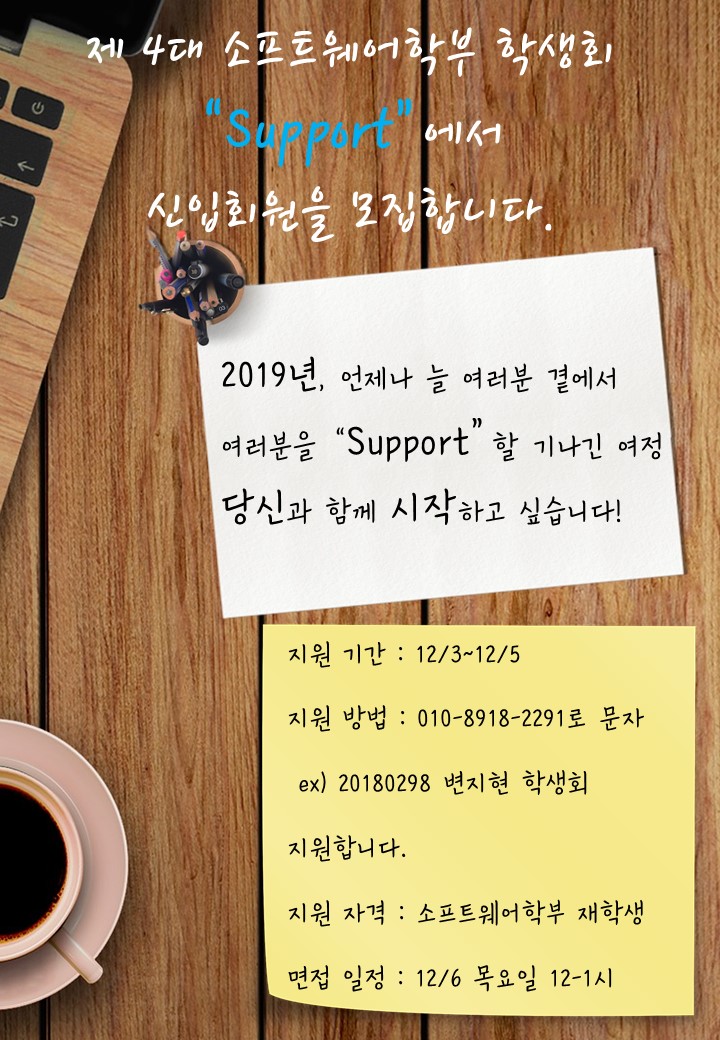 제 4대 소프트웨어학부 학생회
“Support”에서
신입회원을 모집합니다.
2019년, 언제나 늘 여러분 곁에서
여러분을 “Support”할 기나긴 여정
당신과 함께 시작하고 싶습니다!
지원 기간 : 12/3~12/5
지원 방법 : 010-8918-2291로 문자
ex) 20180298 변지현 학생회
지원합니다.
지원 자격 : 소프트웨어학부 재학생
면접 일정 : 12/6 목요일 12-1시